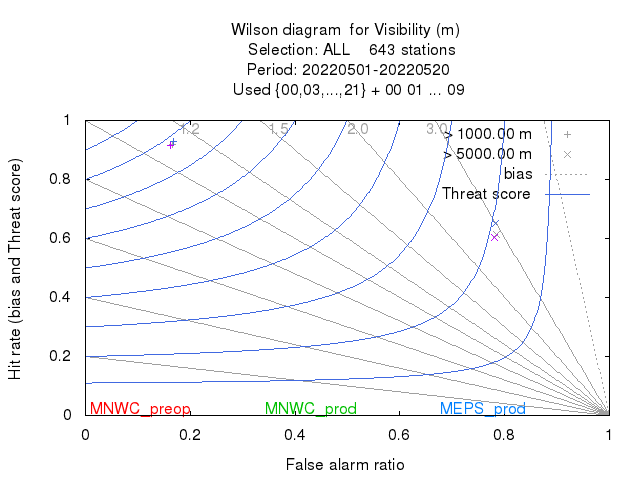 Wilson diagram for Visibility (m)
Selection: ALL 643 stations
Period: 20220501-20220520
Used {00,03,...,21} + 00 01 ... 09
Hit rate (bias and Threat score)
1
0.8
0.6
0.4
0.2
0
1.2
1.5
2.0
3.0
> 1000.00 m
> 5000.00 m
bias
Threat score
MNWC_preop
MNWC_prod
MEPS_prod
0 0.2 0.4 0.6 0.8 1
False alarm ratio